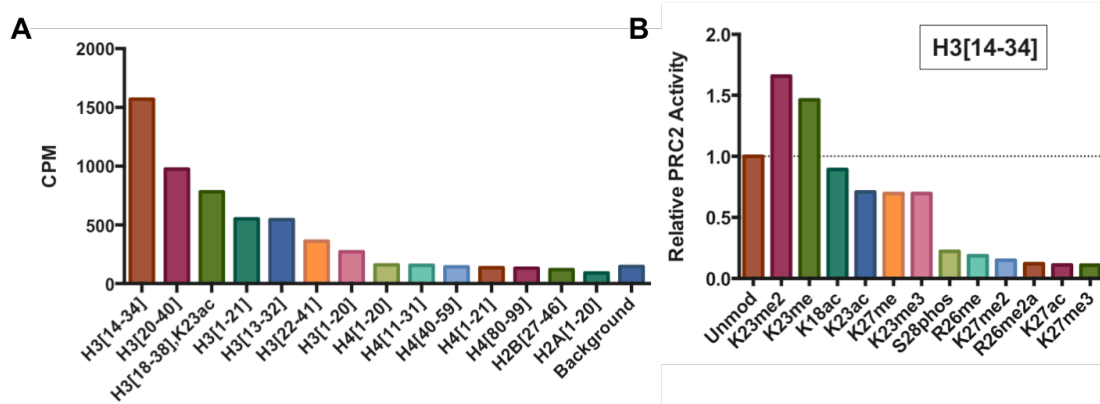 A
CPM
2000
1500
1000
500
0
H3[14-34]
H3[20-40]
H3[18-38],K23ac
H3[1-21]
H3[13-32]
H3[22-41]
H3[1-20]
H4[1-20]
H4[11-31]
H4[40-59]
H4[1-21]
H4[80-99]
H2B[27-46]
H2A[1-20]
Background
B
H3[14-34]
Relative PRC2 Activity
2.0
1.5
1.0
0.5
0.0
Unmod
K23me2
K23me
K18ac
K23ac
K27me
K23me3
S28phos
R26me
K27me2
R26me2a
K27ac
K27me3